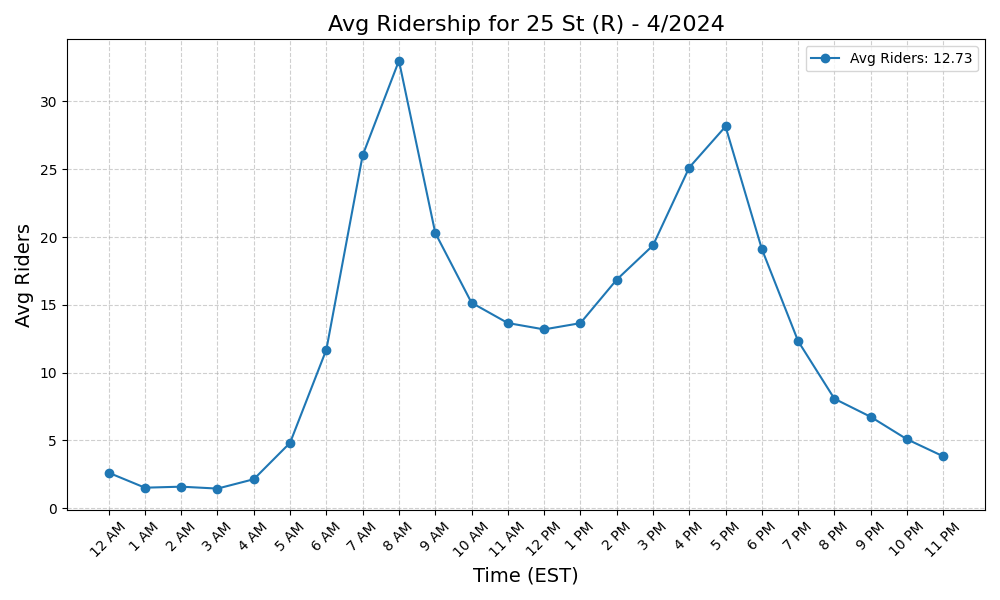 Avg Ridership for 25 St (R) - 4/2024
Avg Riders: 12.73
Avg Riders
30
25
20
15
10
5
0
12 AM
1 AM
2 AM
3 AM
4 AM
5 AM
6 AM
7 AM
8 AM
9 AM
10 AM
11 AM
12 PM
1 PM
2 PM
3 PM
4 PM
5 PM
6 PM
7 PM
8 PM
9 PM
10 PM
11 PM
Time (EST)